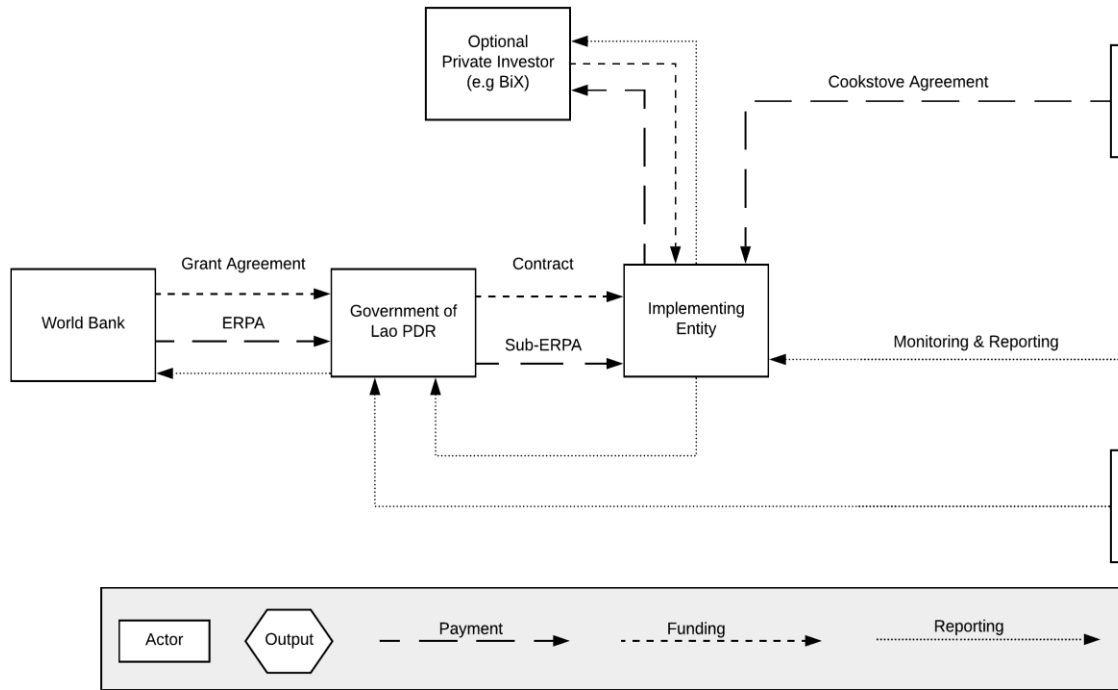 Optional
Private Investor
(e.g BiX)
Cookstove Agreement
Grant Agreement
Contract
World Bank
ERPA
Government of
Lao PDR
Sub-ERPA
Implementing
Entity
Monitoring & Reporting
Actor
Output
Payment
Funding
Reporting